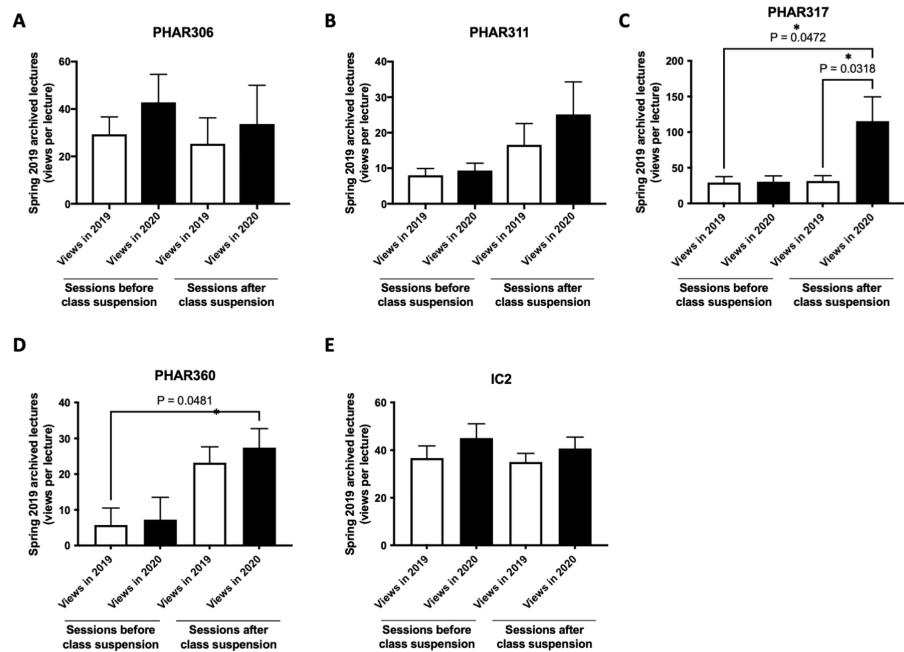 A
PHAR306
Spring 2019 archived lectures
(views per lecture)
60
40
20
0
Views in 2019
Views in 2020
Views in 2019
Views in 2020
Sessions before
class suspension
Sessions after
class suspension
B
PHAR311
Spring 2019 archived lectures
(views per lecture)
40
30
20
10
0
Views in 2019
Views in 2020
Views in 2019
Views in 2020
Sessions before
class suspension
Sessions after
class suspension
C
PHAR317
*
P = 0.0472
*
P = 0.0318
Spring 2019 archived lectures
(views per lecture)
200
150
100
50
0
Views in 2019
Views in 2020
Views in 2019
Views in 2020
Sessions before
class suspension
Sessions after
class suspension
D
PHAR360
P = 0.0481
*
Spring 2019 archived lectures
(views per lecture)
40
30
20
10
0
Views in 2019
Views in 2020
Views in 2019
Views in 2020
Sessions before
class suspension
Sessions after
class suspension
E
IC2
Spring 2019 archived lectures
(views per lecture)
60
40
20
0
Views in 2019
Views in 2020
Views in 2019
Views in 2020
Sessions before
class suspension
Sessions after
class suspension